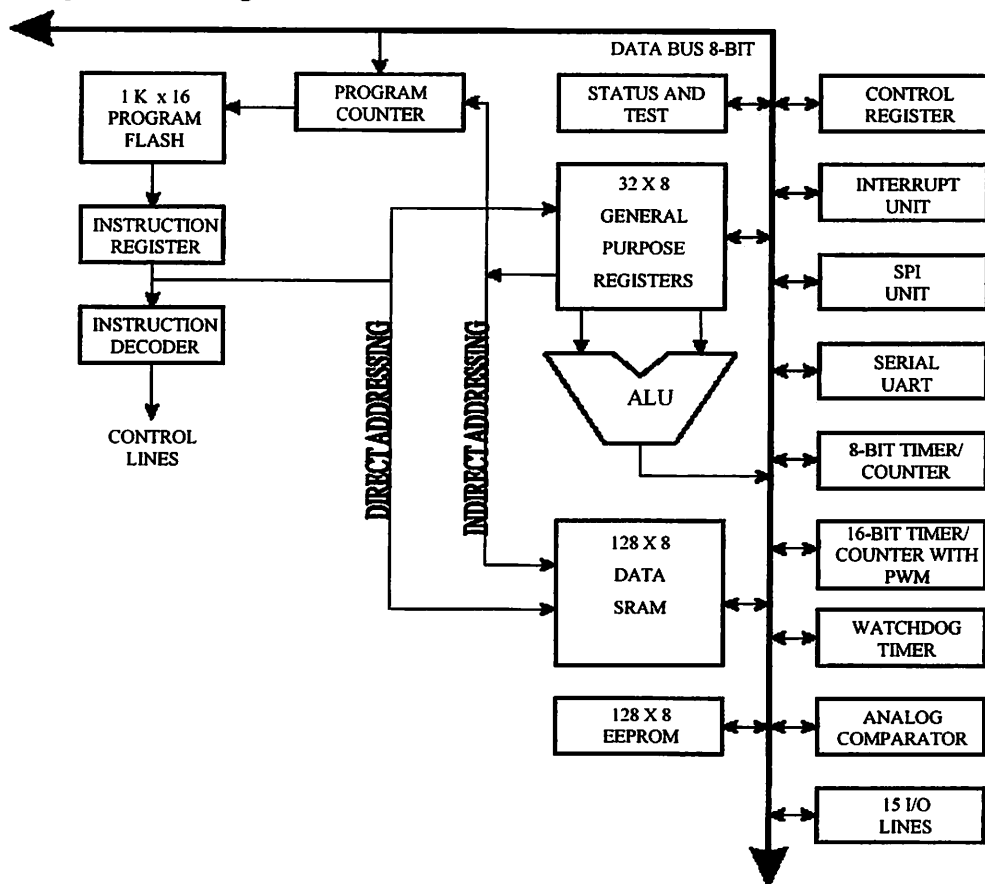 DATA BUS 8-BIT
1 K x 16
PROGRAM
FLASH
PROGRAM
COUNTER
STATUS AND
TEST
CONTROL
REGISTER
INSTRUCTION
REGISTER
32 X 8
GENERAL
PURPOSE
REGISTERS
INTERRUPT
UNIT
SPI
UNIT
INSTRUCTION
DECODER
CONTROL
LINES
DIRECT ADDRESSING
INDIRECT ADDRESSING
ALU
SERIAL
UART
8-BIT TIMER/
COUNTER
128 X 8
DATA
SRAM
16-BIT TIMER/
COUNTER WITH
PWM
WATCHDOG
TIMER
128 X 8
EEPROM
ANALOG
COMPARATOR
15 I/O
LINES